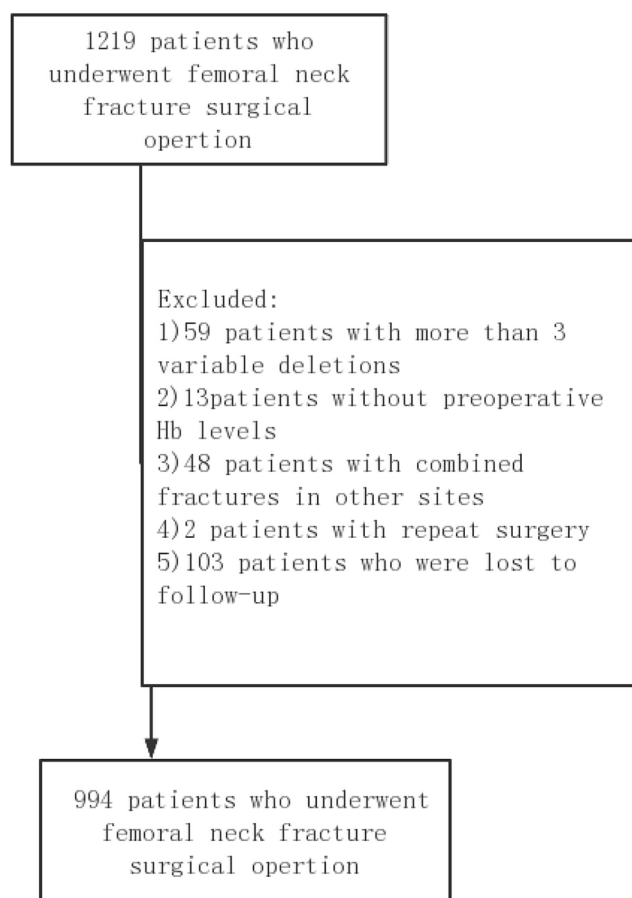 1219 patients who
underwent femoral neck
fracture surgical
opertion
Excluded:
1)59 patients with more than 3
variable deletions
2)13patients without preoperative
Hb levels
3)48 patients with combined
fractures in other sites
4)2 patients with repeat surgery
5)103 patients who were lost to
follow-up
994 patients who underwent
femoral neck fracture
surgical opertion